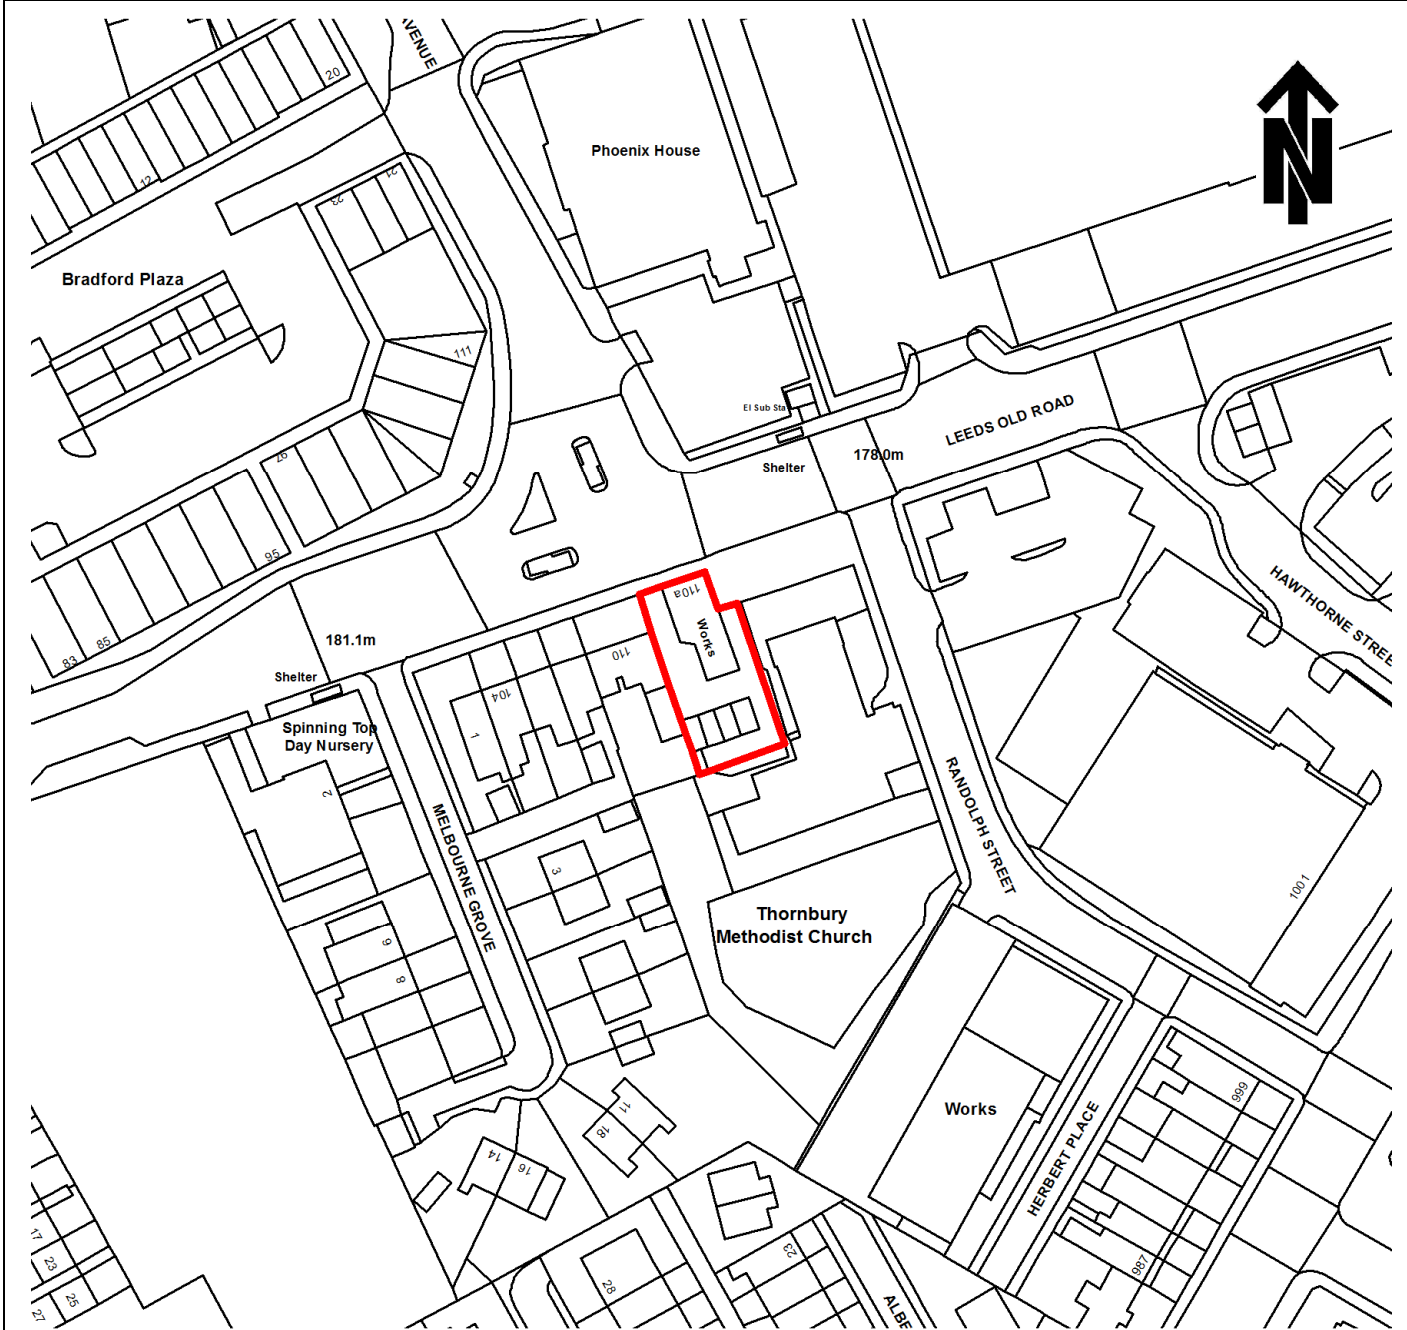 AVENUE
20
N
Phoenix House
12
21
23
Bradford Plaza
111
El Sub Sta
LEEDS OLD ROAD
178.0m
Shelter
97
95
HAWTHORNE STREE
110a
Works
181.1m
85
83
110
Shelter
104
Spinning Top
Day Nursery
1
2
RANDOLPH STREET
MELBOURNE GROVE
3
1001
Thornbury
Methodist Church
9
8
Works
999
11
18
HERBERT PLACE
14
16
17
23
23
987
28
25
27
ALBE